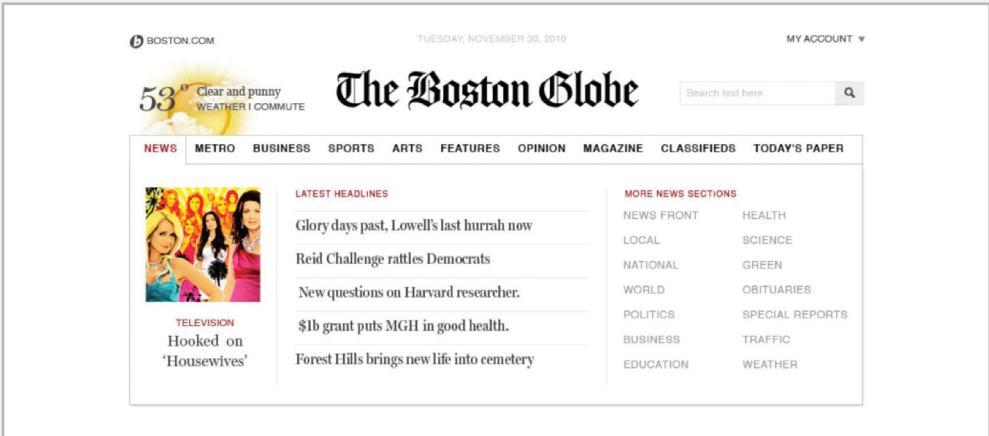 BOSTON.COM
TUESDAY, NOVEMBER 30, 2010
MY ACCOUNT
53°
Clear and punny
WEATHER | COMMUTE
The Boston Globe
Search text here
NEWS METRO BUSINESS SPORTS ARTS FEATURES OPINION MAGAZINE CLASSIFIEDS TODAY'S PAPER
TELEVISION
Hooked on
'Housewives'
LATEST HEADLINES
Glory days past, Lowell's last hurrah now
Reid Challenge rattles Democrats
New questions on Harvard researcher.
$1b grant puts MGH in good health.
Forest Hills brings new life into cemetery
MORE NEWS SECTIONS
NEWS FRONT HEALTH
LOCAL SCIENCE
NATIONAL GREEN
WORLD OBITUARIES
POLITICS SPECIAL REPORTS
BUSINESS TRAFFIC
EDUCATION WEATHER